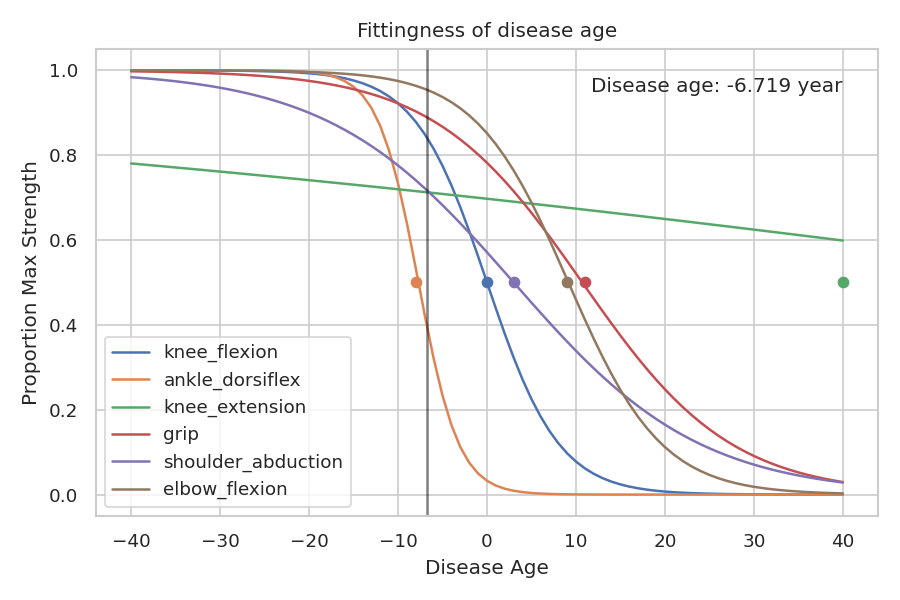 Fittingness of disease age
Disease age: -6.719 year
Proportion Max Strength
1.0
0.8
0.6
0.4
0.2
0.0
knee_flexion
ankle_dorsiflex
knee_extension
grip
shoulder_abduction
elbow_flexion
−40 −30 −20 −10 0 10 20 30 40
Disease Age